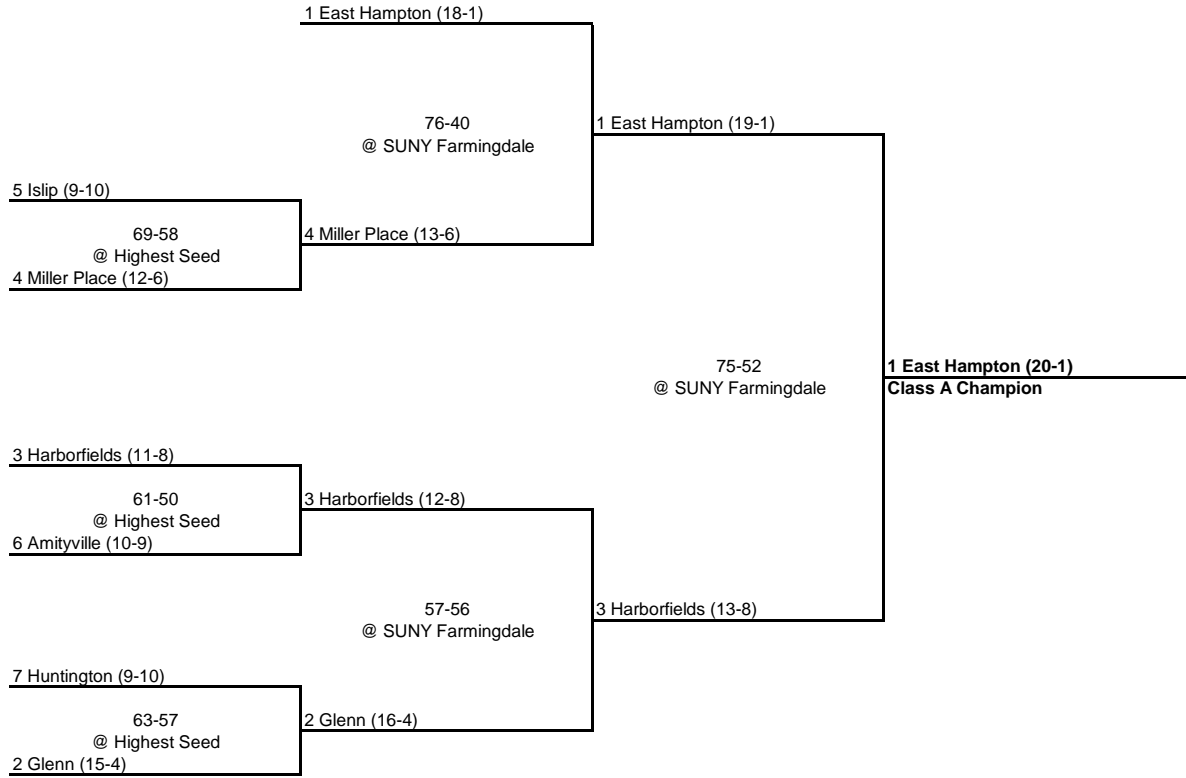 1 East Hampton (18-1)
76-40
@ SUNY Farmingdale
1 East Hampton (19-1)
5 Islip (9-10)
69-58
@ Highest Seed
4 Miller Place (13-6)
4 Miller Place (12-6)
75-52
@ SUNY Farmingdale
1 East Hampton (20-1)
Class A Champion
3 Harborfields (11-8)
61-50
@ Highest Seed
3 Harborfields (12-8)
6 Amityville (10-9)
57-56
@ SUNY Farmingdale
3 Harborfields (13-8)
7 Huntington (9-10)
63-57
@ Highest Seed
2 Glenn (16-4)
2 Glenn (15-4)